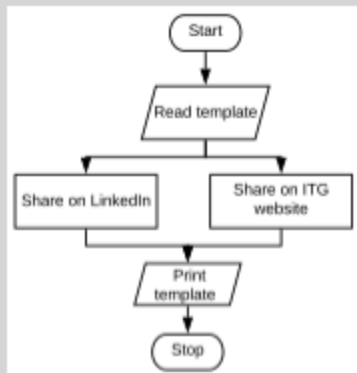 Start
Read template
Share on LinkedIn
Share on ITG
website
Print
template
Stop